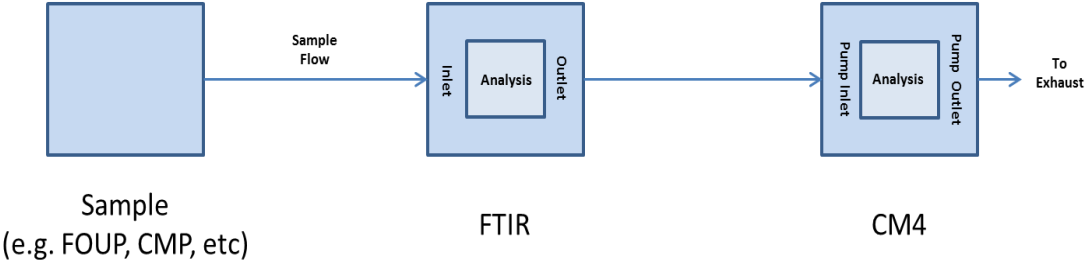 Sample
Flow
Inlet
Analysis
Outlet
Pump Inlet
Analysis
Pump Outlet
To
Exhaust
Sample
(e.g. FOUP, CMP, etc)
FTIR
CM4